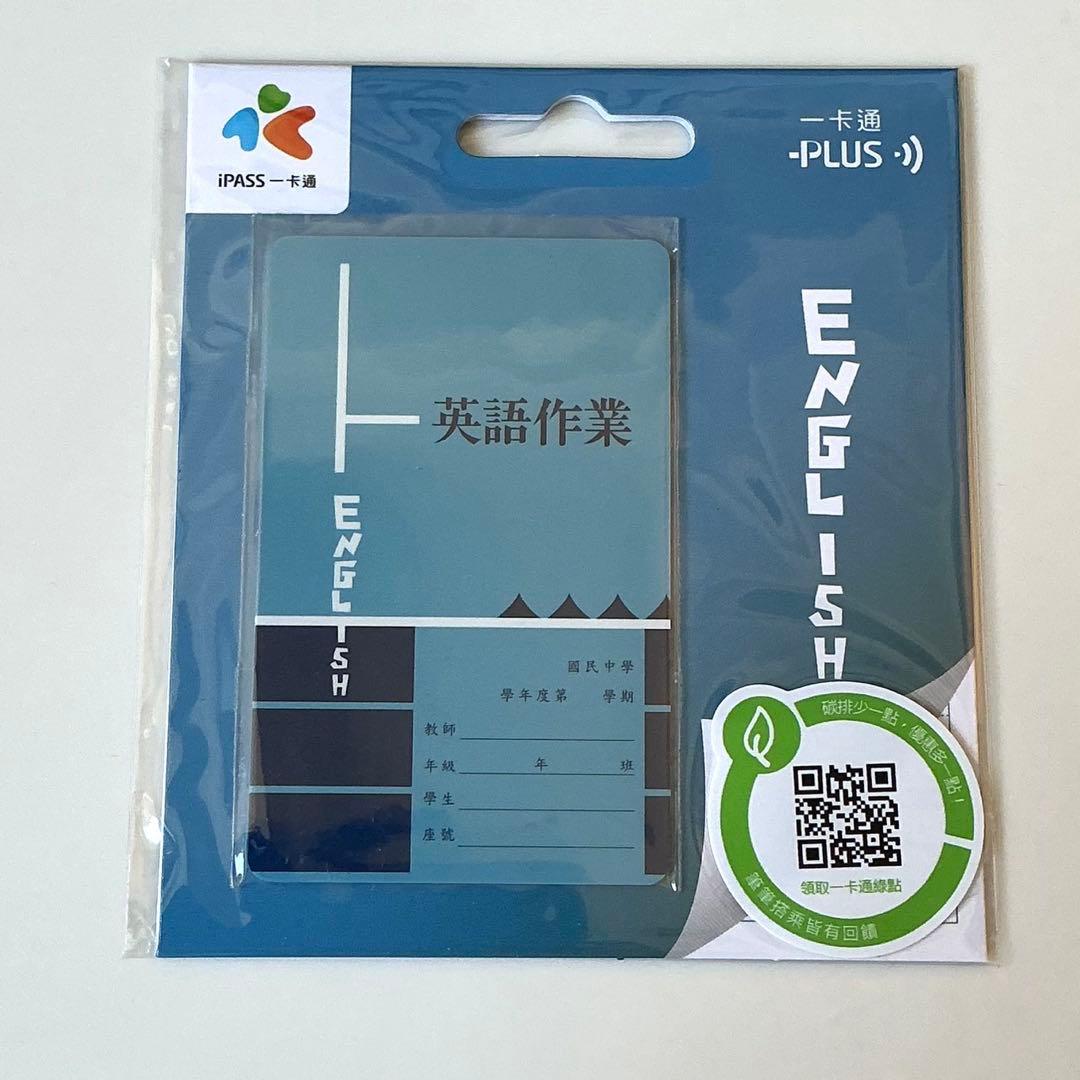 iPASS 一卡通
一卡通
PLUS
英語作業
ENGLISH
國民中學
學年度第 學期
教師
年級 年 班
學生
座號
ENGLISH
碳排少一點，優惠多一點！
領取一卡通綠點
筆筆搭乘皆有回饋